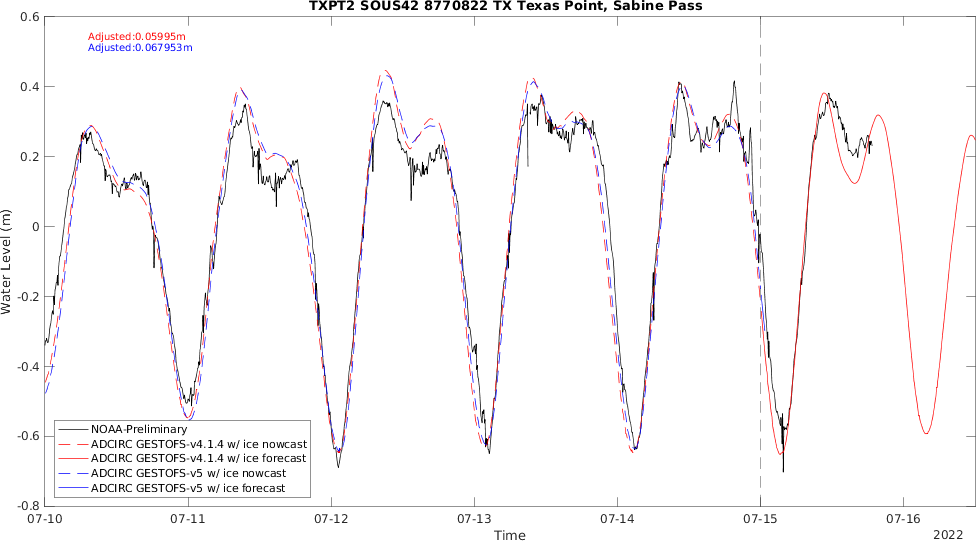 TXPT2 SOUS42 8770822 TX Texas Point, Sabine Pass
0.6
Adjusted:0.05995m
Adjusted:0.067953m
0.4
0.2
0
-0.2
-0.4
-0.6
-0.8
Water Level (m)
NOAA-Preliminary
ADCIRC GESTOFS-v4.1.4 w/ ice nowcast
ADCIRC GESTOFS-v4.1.4 w/ ice forecast
ADCIRC GESTOFS-v5 w/ ice nowcast
ADCIRC GESTOFS-v5 w/ ice forecast
07-10 07-11 07-12 07-13 07-14 07-15 07-16
Time
2022